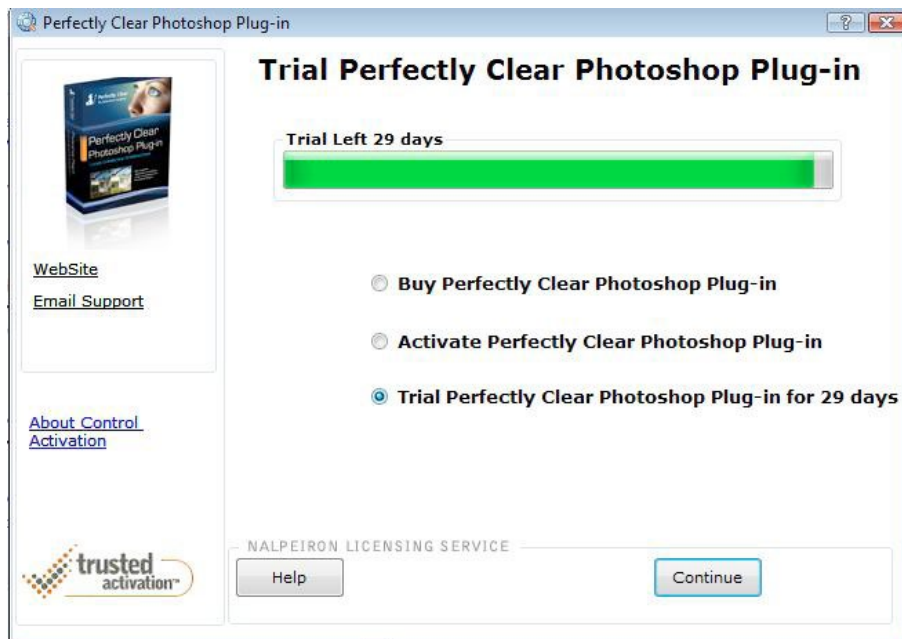 Perfectly Clear Photoshop Plug-in
?
Trial Perfectly Clear Photoshop Plug-in
Perfectly Clear
Photoshop Plug-in
WebSite
Email Support
About Control
Activation
trusted
activation™
Trial Left 29 days
Buy Perfectly Clear Photoshop Plug-in
Activate Perfectly Clear Photoshop Plug-in
Trial Perfectly Clear Photoshop Plug-in for 29 days
NALPEIRON LICENSING SERVICE
Help
Continue